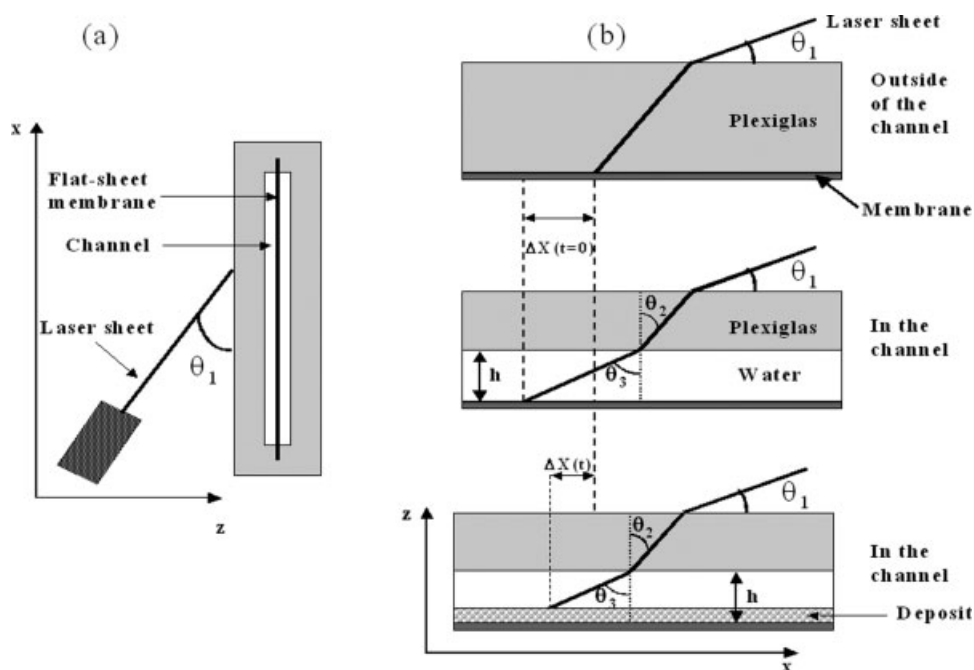 (a)
x
Flat-sheet
membrane
Channel
Laser sheet
θ1
z
(b)
Laser sheet
θ1
Plexiglas
Outside
of the
channel
Membrane
ΔX(t=0)
θ1
θ2
Plexiglas
In the
channel
h
θ3
Water
ΔX(t)
z
θ1
θ2
In the
channel
θ3
h
Deposit
x